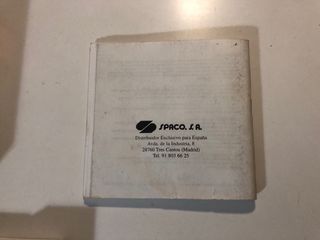 SPACO, S.A.
Distribuidor Exclusivo para España
Avda. de la Industria, 8
28760 Tres Cantos (Madrid)
Tel. 91 803 66 25